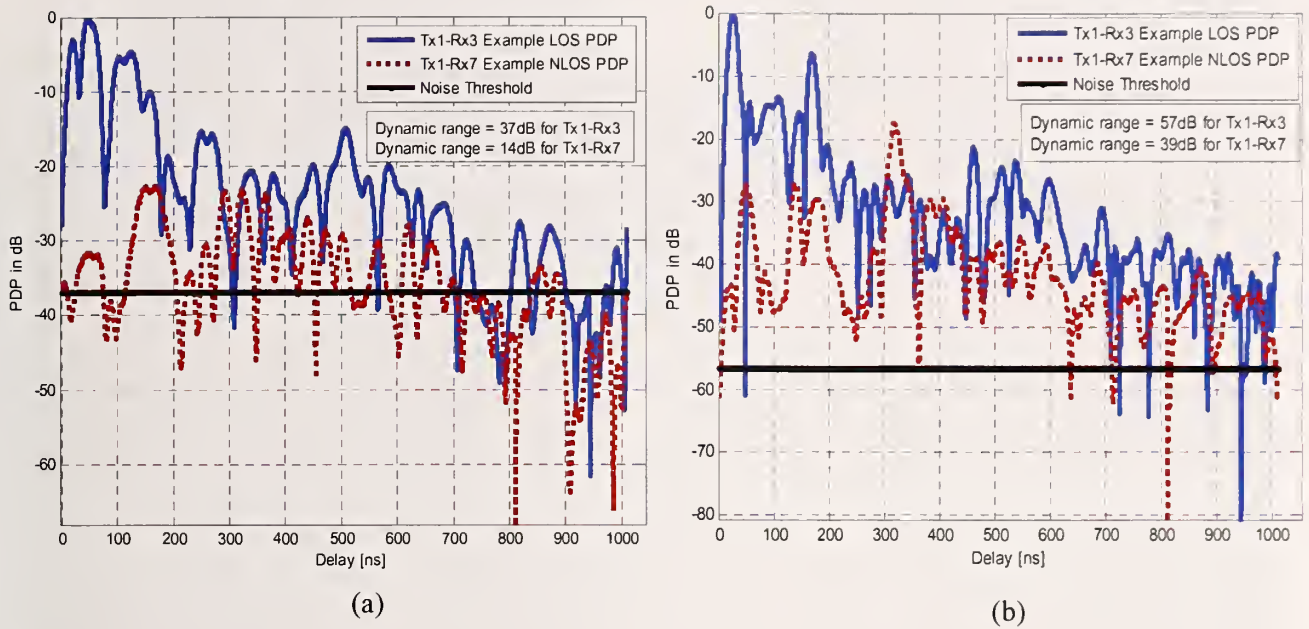 0
-10
-20
-30
-40
-50
-60
PDP in dB
Tx1-Rx3 Example LOS PDP
Tx1-Rx7 Example NLOS PDP
Noise Threshold
Dynamic range = 37dB for Tx1-Rx3
Dynamic range = 14dB for Tx1-Rx7
0 100 200 300 400 500 600 700 800 900 1000
Delay [ns]
(a)
0
-10
-20
-30
-40
-50
-60
-70
-80
PDP in dB
Tx1-Rx3 Example LOS PDP
Tx1-Rx7 Example NLOS PDP
Noise Threshold
Dynamic range = 57dB for Tx1-Rx3
Dynamic range = 39dB for Tx1-Rx7
0 100 200 300 400 500 600 700 800 900 1000
Delay [ns]
(b)